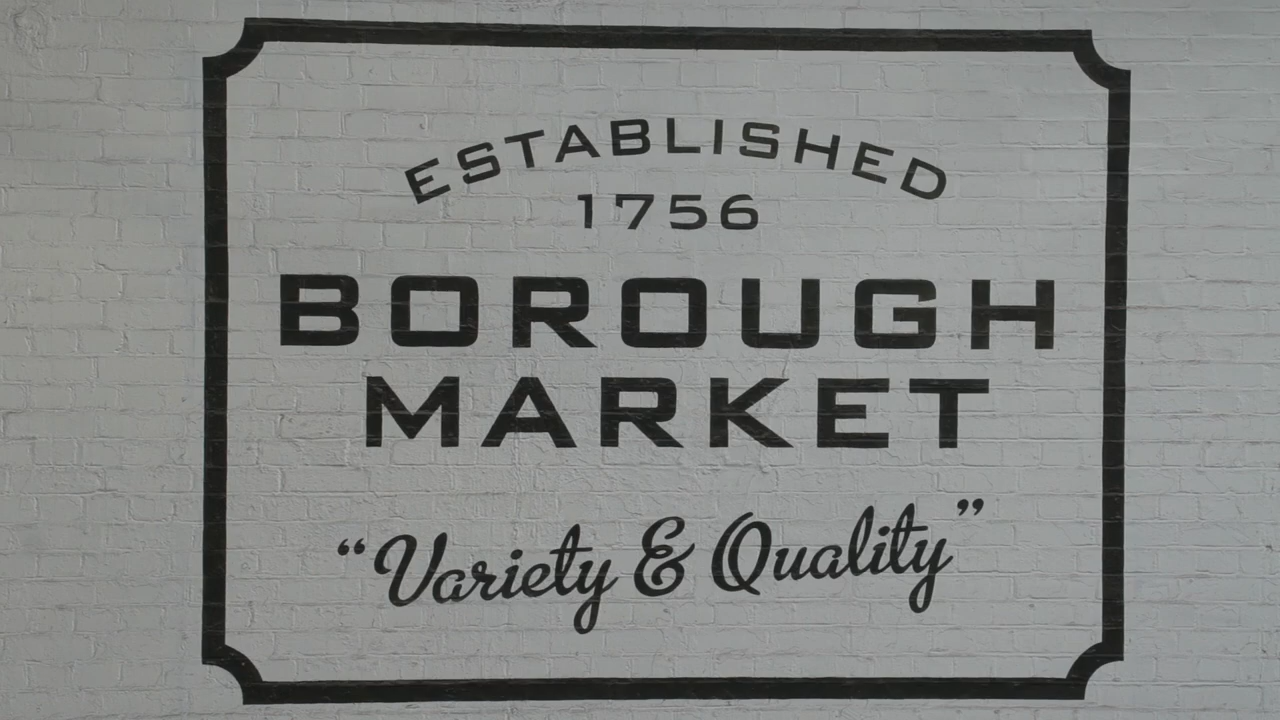 ESTABLISHED
1756
BOROUGH
MARKET
“Variety & Quality”